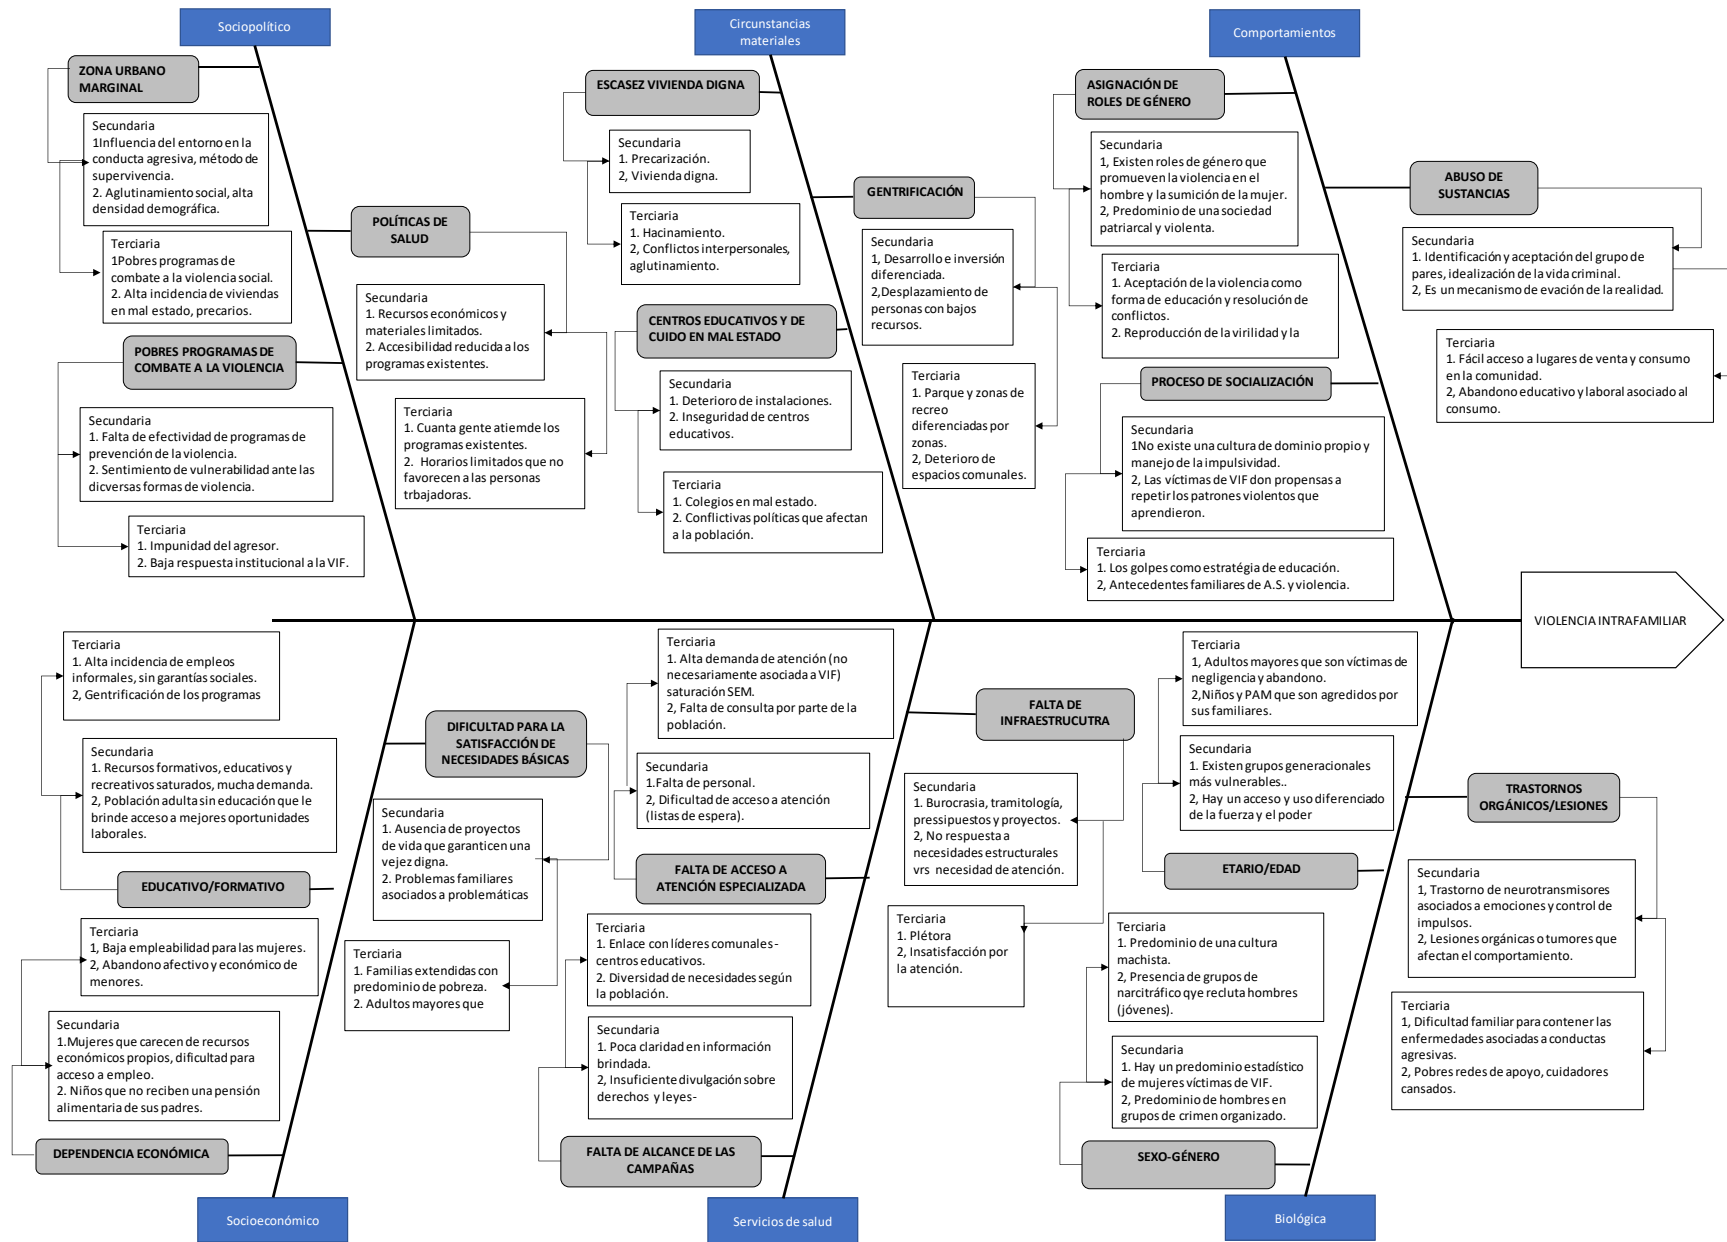 Sociopolítico
ZONA URBANO
MARGINAL
Secundaria
1Influencia del entorno en la
conducta agresiva, método de
supervivencia.
2. Aglutinamiento social, alta
densidad demográfica.
Terciaria
1Pobres programas de
combate a la violencia social.
2. Alta incidencia de viviendas
en mal estado, precarios.
POLÍTICAS DE
SALUD
Secundaria
1. Recursos económicos y
materiales limitados.
2. Accesibilidad reducida a los
programas existentes.
Terciaria
1. Cuanta gente atiemde los
programas existentes.
2. Horarios limitados que no
favorecen a las personas
trbajadoras.
POBRES PROGRAMAS DE
COMBATE A LA VIOLENCIA
Secundaria
1. Falta de efectividad de programas de
prevención de la violencia.
2. Sentimiento de vulnerabilidad ante las
dicversas formas de violencia.
Terciaria
1. Impunidad del agresor.
2. Baja respuesta institucional a la VIF.
Circunstancias
materiales
ESCASEZ VIVIENDA DIGNA
Secundaria
1. Precarización.
2, Vivienda digna.
Terciaria
1. Hacinamiento.
2, Conflictos interpersonales,
aglutinamiento.
GENTRIFICACIÓN
Secundaria
1, Desarrollo e inversión
diferenciada.
2,Desplazamiento de
personas con bajos
recursos.
Terciaria
1. Parque y zonas de
recreo
diferenciadas por
zonas.
2, Deterioro de
espacios comunales.
CENTROS EDUCATIVOS Y DE
CUIDO EN MAL ESTADO
Secundaria
1. Deterioro de instalaciones.
2. Inseguridad de centros
educativos.
Terciaria
1. Colegios en mal estado.
2. Conflictivas políticas que afectan
a la población.
Comportamientos
ASIGNACIÓN DE
ROLES DE GÉNERO
Secundaria
1, Existen roles de género que
promueven la violencia en el
hombre y la sumición de la mujer.
2, Predominio de una sociedad
patriarcal y violenta.
Terciaria
1. Aceptación de la violencia como
forma de educación y resolución de
conflictos.
2. Reproducción de la virilidad y la
ABUSO DE
SUSTANCIAS
Secundaria
1. Identificación y aceptación del grupo de
pares, idealización de la vida criminal.
2, Es un mecanismo de evación de la realidad.
Terciaria
1. Fácil acceso a lugares de venta y consumo
en la comunidad.
2, Abandono educativo y laboral asociado al
consumo.
PROCESO DE SOCIALIZACIÓN
Secundaria
1No existe una cultura de dominio propio y
manejo de la impulsividad.
2, Las víctimas de VIF don propensas a
repetir los patrones violentos que
aprendieron.
Terciaria
1. Los golpes como estratégia de educación.
2, Antecedentes familiares de A.S. y violencia.
VIOLENCIA INTRAFAMILIAR
Terciaria
1. Alta incidencia de empleos
informales, sin garantías sociales.
2, Gentrificación de los programas
Secundaria
1. Recursos formativos, educativos y
recreativos saturados, mucha demanda.
2, Población adulta sin educación que le
brinde acceso a mejores oportunidades
laborales.
EDUCATIVO/FORMATIVO
DIFICULTAD PARA LA
SATISFACCIÓN DE
NECESIDADES BÁSICAS
Secundaria
1. Ausencia de proyectos
de vida que garanticen una
vejez digna.
2. Problemas familiares
asociados a problemáticas
Terciaria
1. Familias extendidas con
predominio de pobreza.
2. Adultos mayores que
Terciaria
1, Baja empleabilidad para las mujeres.
2, Abandono afectivo y económico de
menores.
Secundaria
1.Mujeres que carecen de recursos
económicos propios, dificultad para
acceso a empleo.
2. Niños que no reciben una pensión
alimentaria de sus padres.
DEPENDENCIA ECONÓMICA
Socioeconómico
Terciaria
1. Alta demanda de atención (no
necesariamente asociada a VIF)
saturación SEM.
2, Falta de consulta por parte de la
población.
Secundaria
1.Falta de personal.
2, Dificultad de acceso a atención
(listas de espera).
FALTA DE ACCESO A
ATENCIÓN ESPECIALIZADA
FALTA DE
INFRAESTRUCUTRA
Secundaria
1. Burocrasia, tramitología,
pressipuestos y proyectos.
2, No respuesta a
necesidades estructurales
vrs necesidad de atención.
Terciaria
1. Plétora
2, Insatisfacción por
la atención.
Terciaria
1. Enlace con líderes comunales -
centros educativos.
2. Diversidad de necesidades según
la población.
Secundaria
1. Poca claridad en información
brindada.
2, Insuficiente divulgación sobre
derechos y leyes-
FALTA DE ALCANCE DE LAS
CAMPAÑAS
Servicios de salud
Terciaria
1, Adultos mayores que son víctimas de
negligencia y abandono.
2,Niños y PAM que son agredidos por
sus familiares.
Secundaria
1. Existen grupos generacionales
más vulnerables..
2, Hay un acceso y uso diferenciado
de la fuerza y el poder
ETARIO/EDAD
TRASTORNOS
ORGÁNICOS/LESIONES
Secundaria
1, Trastorno de neurotransmisores
asociados a emociones y control de
impulsos.
2, Lesiones orgánicas o tumores que
afectan el comportamiento.
Terciaria
1, Dificultad familiar para contener las
enfermedades asociadas a conductas
agresivas.
2, Pobres redes de apoyo, cuidadores
cansados.
Terciaria
1. Predominio de una cultura
machista.
2, Presencia de grupos de
narcitráfico qye recluta hombres
(jóvenes).
Secundaria
1. Hay un predominio estadístico
de mujeres víctimas de VIF.
2, Predominio de hombres en
grupos de crimen organizado.
SEXO-GÉNERO
Biológica